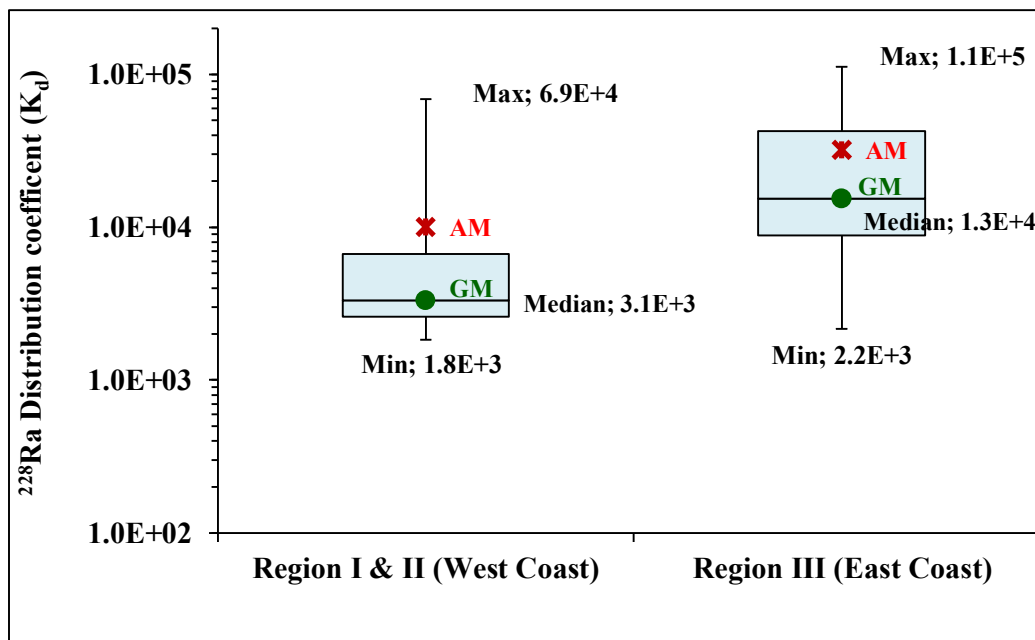 ²²⁸Ra Distribution coefficent (K_d)
1.0E+05
1.0E+04
1.0E+03
1.0E+02
Max; 6.9E+4
AM
GM
Median; 3.1E+3
Min; 1.8E+3
Max; 1.1E+5
AM
GM
Median; 1.3E+4
Min; 2.2E+3
Region I & II (West Coast)
Region III (East Coast)